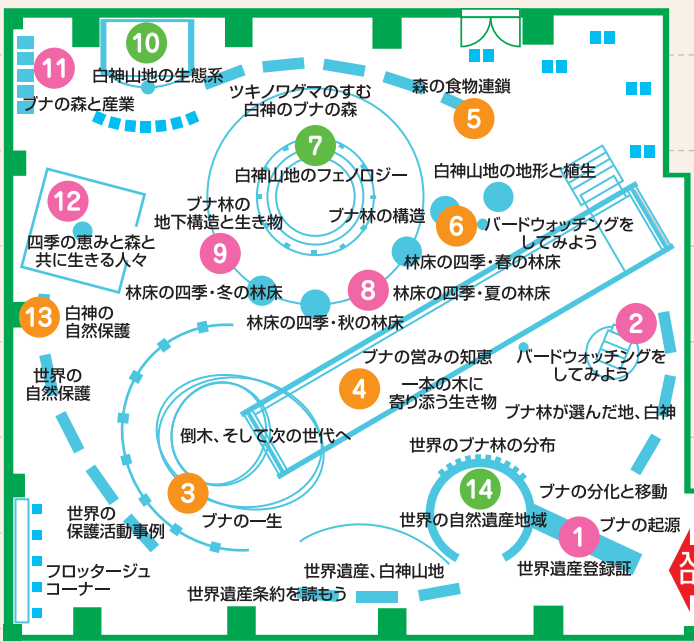 10
白神山地の生態系
11
ブナの森と産業
ツキノワグマのすむ
白神のブナの森
7
白神山地のフェノロジー
森の食物連鎖
5
白神山地の地形と植生
12
四季の恵みと森と
共に生きる人々
ブナ林の
地下構造と生き物
9
ブナ林の構造
6
バードウォッチングを
してみよう
林床の四季・春の林床
林床の四季・冬の林床
8
林床の四季・夏の林床
林床の四季・秋の林床
13
白神の
自然保護
世界の
自然保護
2
バードウォッチングを
してみよう
ブナの営みの知恵
4
一本の木に
寄り添う生き物
ブナ林が選んだ地、白神
倒木、そして次の世代へ
世界のブナ林の分布
3
ブナの一生
14
世界の自然遺産地域
ブナの分化と移動
1
ブナの起源
世界遺産登録証
入口
世界の
保護活動事例
フロッタージュ
コーナー
世界遺産、白神山地
世界遺産条約を読もう